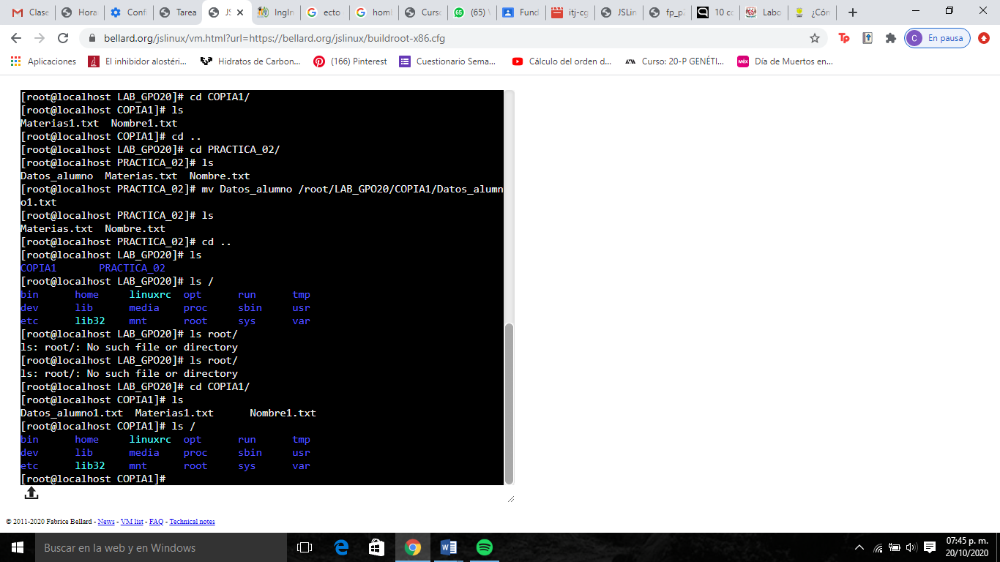 Clase
Hora
Confi
Tarea
JS
IngIn
ecto
homl
Curso
(65) \
Fund
itj-cg
JSLin
fp_p2
10 cc
Labo
¿Cón
bellard.org/jslinux/vm.html?url=https://bellard.org/jslinux/buildroot-x86.cfg
C En pausa
Aplicaciones
El inhibidor alostéri...
Hidratos de Carbon...
(166) Pinterest
Cuestionario Sema...
Cálculo del orden d...
Curso: 20-P GENÉTI...
Día de Muertos en...
[root@localhost LAB_GPO20]# cd COPIA1/
[root@localhost COPIA1]# ls
Materias1.txt  Nombre1.txt
[root@localhost COPIA1]# cd ..
[root@localhost LAB_GPO20]# cd PRACTICA_02/
[root@localhost PRACTICA_02]# ls
Datos_alumno  Materias.txt  Nombre.txt
[root@localhost PRACTICA_02]# mv Datos_alumno /root/LAB_GPO20/COPIA1/Datos_alumn
o1.txt
[root@localhost PRACTICA_02]# ls
Materias.txt  Nombre.txt
[root@localhost PRACTICA_02]# cd ..
[root@localhost LAB_GPO20]# ls
COPIA1       PRACTICA_02
[root@localhost LAB_GPO20]# ls /
bin      home     linuxrc  opt      run      tmp
dev      lib      media    proc     sbin     usr
etc      lib32    mnt      root     sys      var
[root@localhost LAB_GPO20]# ls root/
ls: root/: No such file or directory
[root@localhost LAB_GPO20]# ls root/
ls: root/: No such file or directory
[root@localhost LAB_GPO20]# cd COPIA1/
[root@localhost COPIA1]# ls
Datos_alumno1.txt  Materias1.txt      Nombre1.txt
[root@localhost COPIA1]# ls /
bin      home     linuxrc  opt      run      tmp
dev      lib      media    proc     sbin     usr
etc      lib32    mnt      root     sys      var
[root@localhost COPIA1]#
© 2011-2020 Fabrice Bellard - News - VM list - FAQ - Technical notes
Buscar en la web y en Windows
07:45 p. m.
20/10/2020